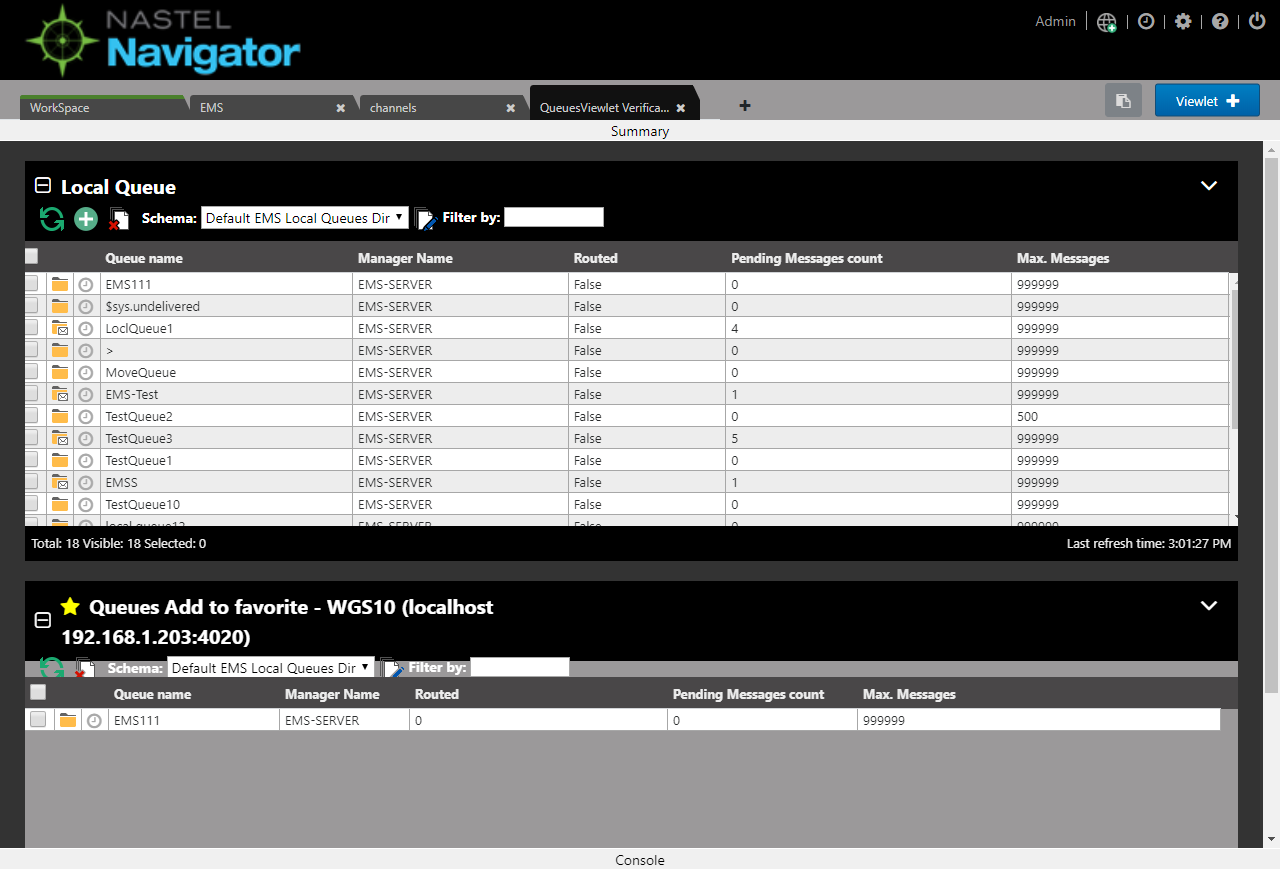 NASTEL
Navigator
Admin
WorkSpace EMS channels QueuesViewlet Verifica...
Viewlet
Summary
Local Queue
Schema: Default EMS Local Queues Dir Filter by:
Queue name Manager Name Routed Pending Messages count Max. Messages
EMS111 EMS-SERVER False 0 999999
$sys.undelivered EMS-SERVER False 0 999999
LoclQueue1 EMS-SERVER False 4 999999
> EMS-SERVER False 0 999999
MoveQueue EMS-SERVER False 0 999999
EMS-Test EMS-SERVER False 1 999999
TestQueue2 EMS-SERVER False 0 500
TestQueue3 EMS-SERVER False 5 999999
TestQueue1 EMS-SERVER False 0 999999
EMSS EMS-SERVER False 1 999999
TestQueue10 EMS-SERVER False 0 999999
EMS-SERVER False 0 999999
Total: 18 Visible: 18 Selected: 0 Last refresh time: 3:01:27 PM
Queues Add to favorite - WGS10 (localhost
192.168.1.203:4020)
Schema: Default EMS Local Queues Dir Filter by:
Queue name Manager Name Routed Pending Messages count Max. Messages
EMS111 EMS-SERVER 0 0 999999
Console